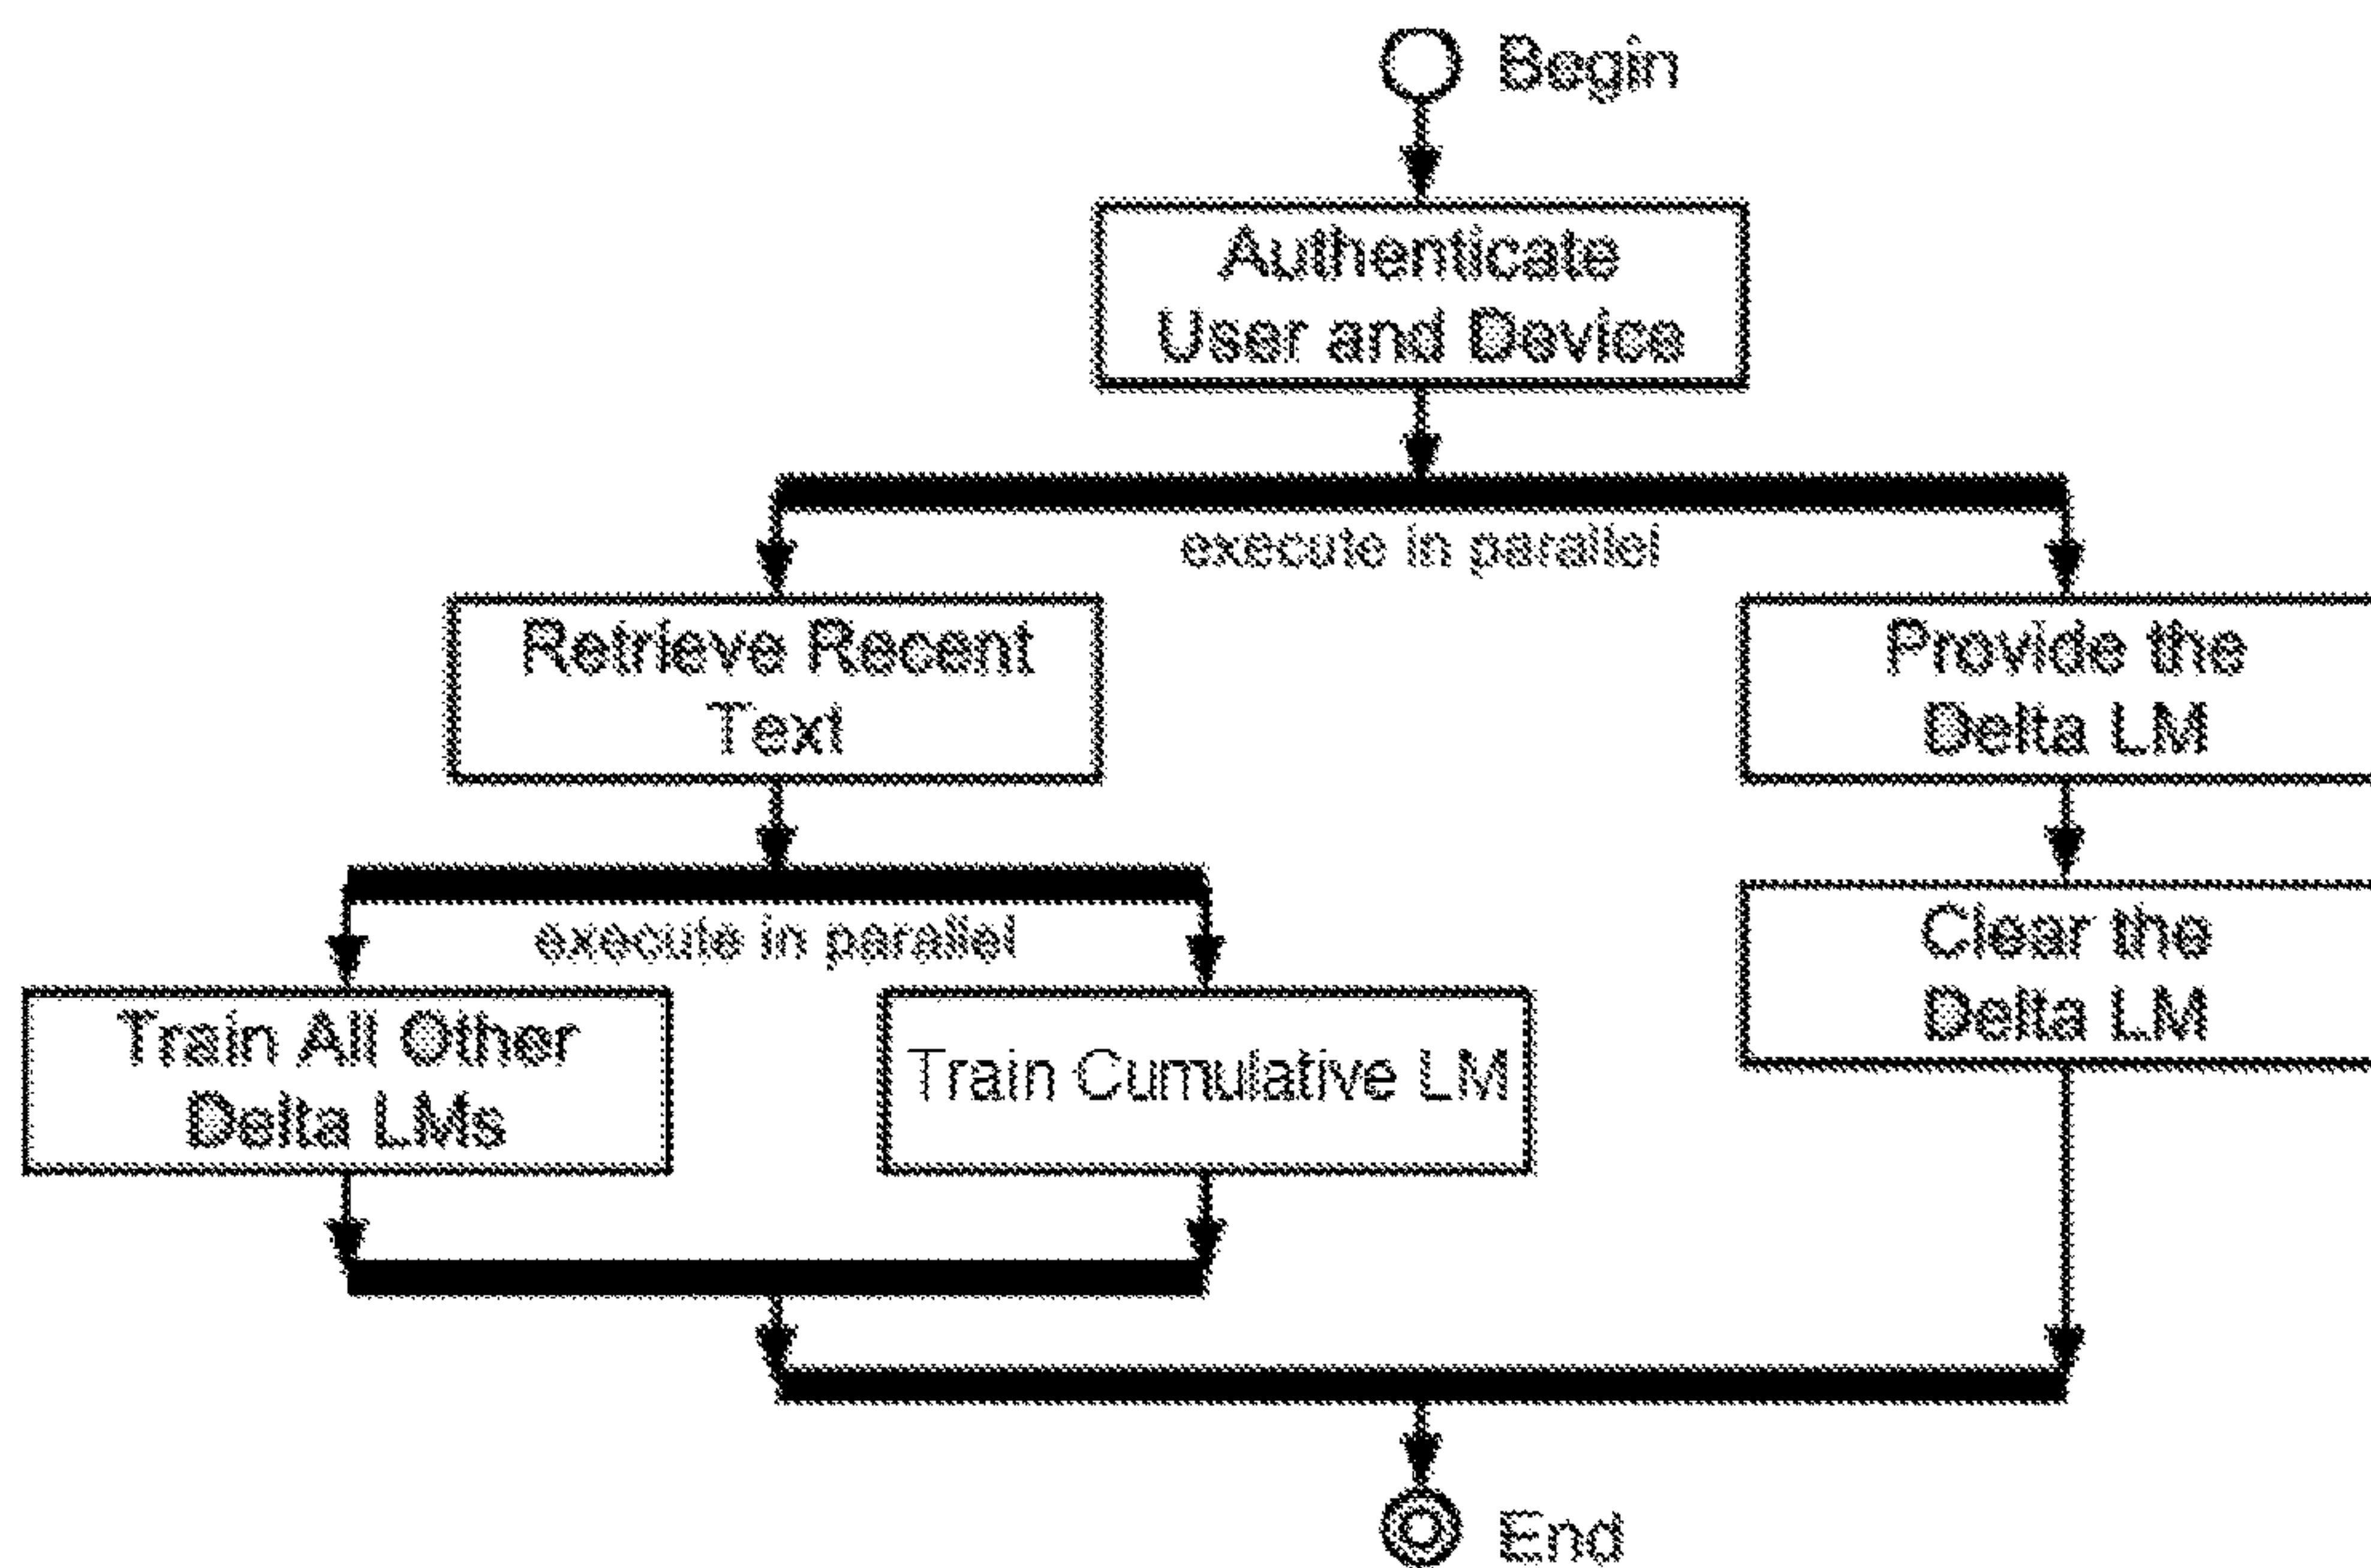 Begin
Authenticate
User and Device
execute in parallel
Retrieve Recent
Text
Provide the
Delta LM
execute in parallel
Clear the
Delta LM
Train All Other
Delta LMs
Train Cumulative LM
End